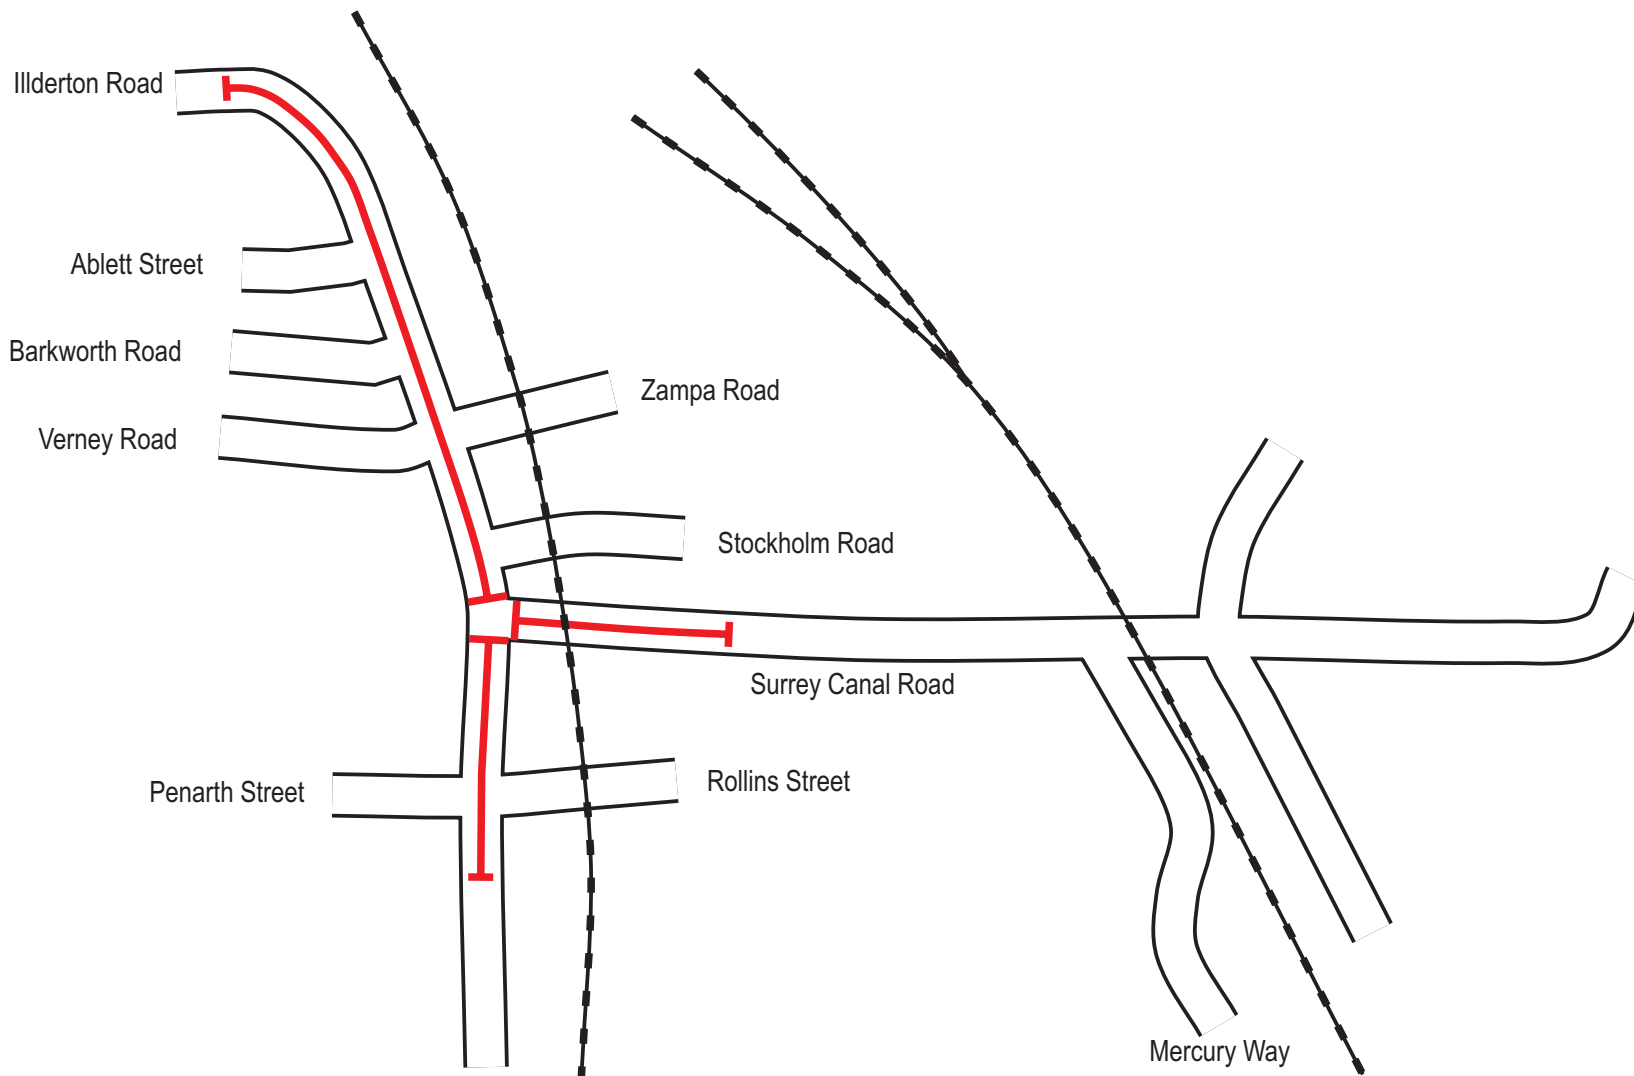 Illderton Road
Ablett Street
Barkworth Road
Zampa Road
Verney Road
Stockholm Road
Surrey Canal Road
Penarth Street
Rollins Street
Mercury Way